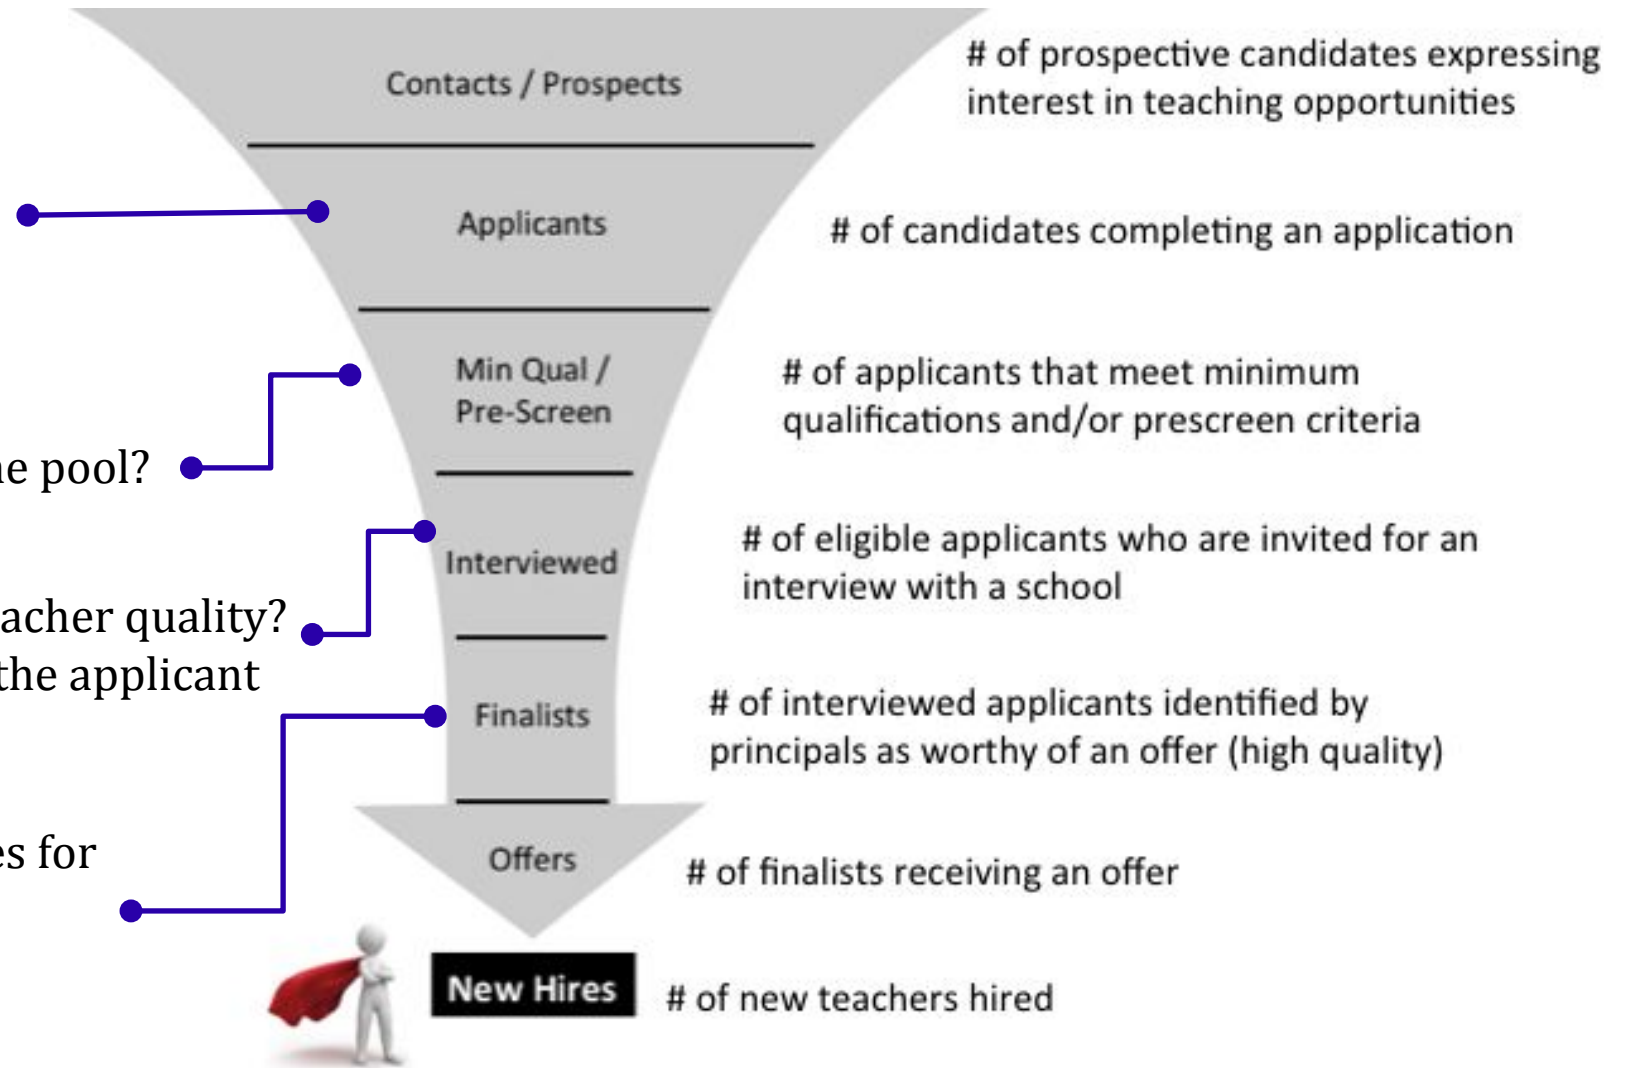 Contacts / Prospects
# of prospective candidates expressing
interest in teaching opportunities
Applicants
# of candidates completing an application
Min Qual /
Pre-Screen
# of applicants that meet minimum
qualifications and/or prescreen criteria
pool?
Interviewed
# of eligible applicants who are invited for an
interview with a school
quality?
the applicant
Finalists
# of interviewed applicants identified by
principals as worthy of an offer (high quality)
for
Offers
# of finalists receiving an offer
New Hires
# of new teachers hired